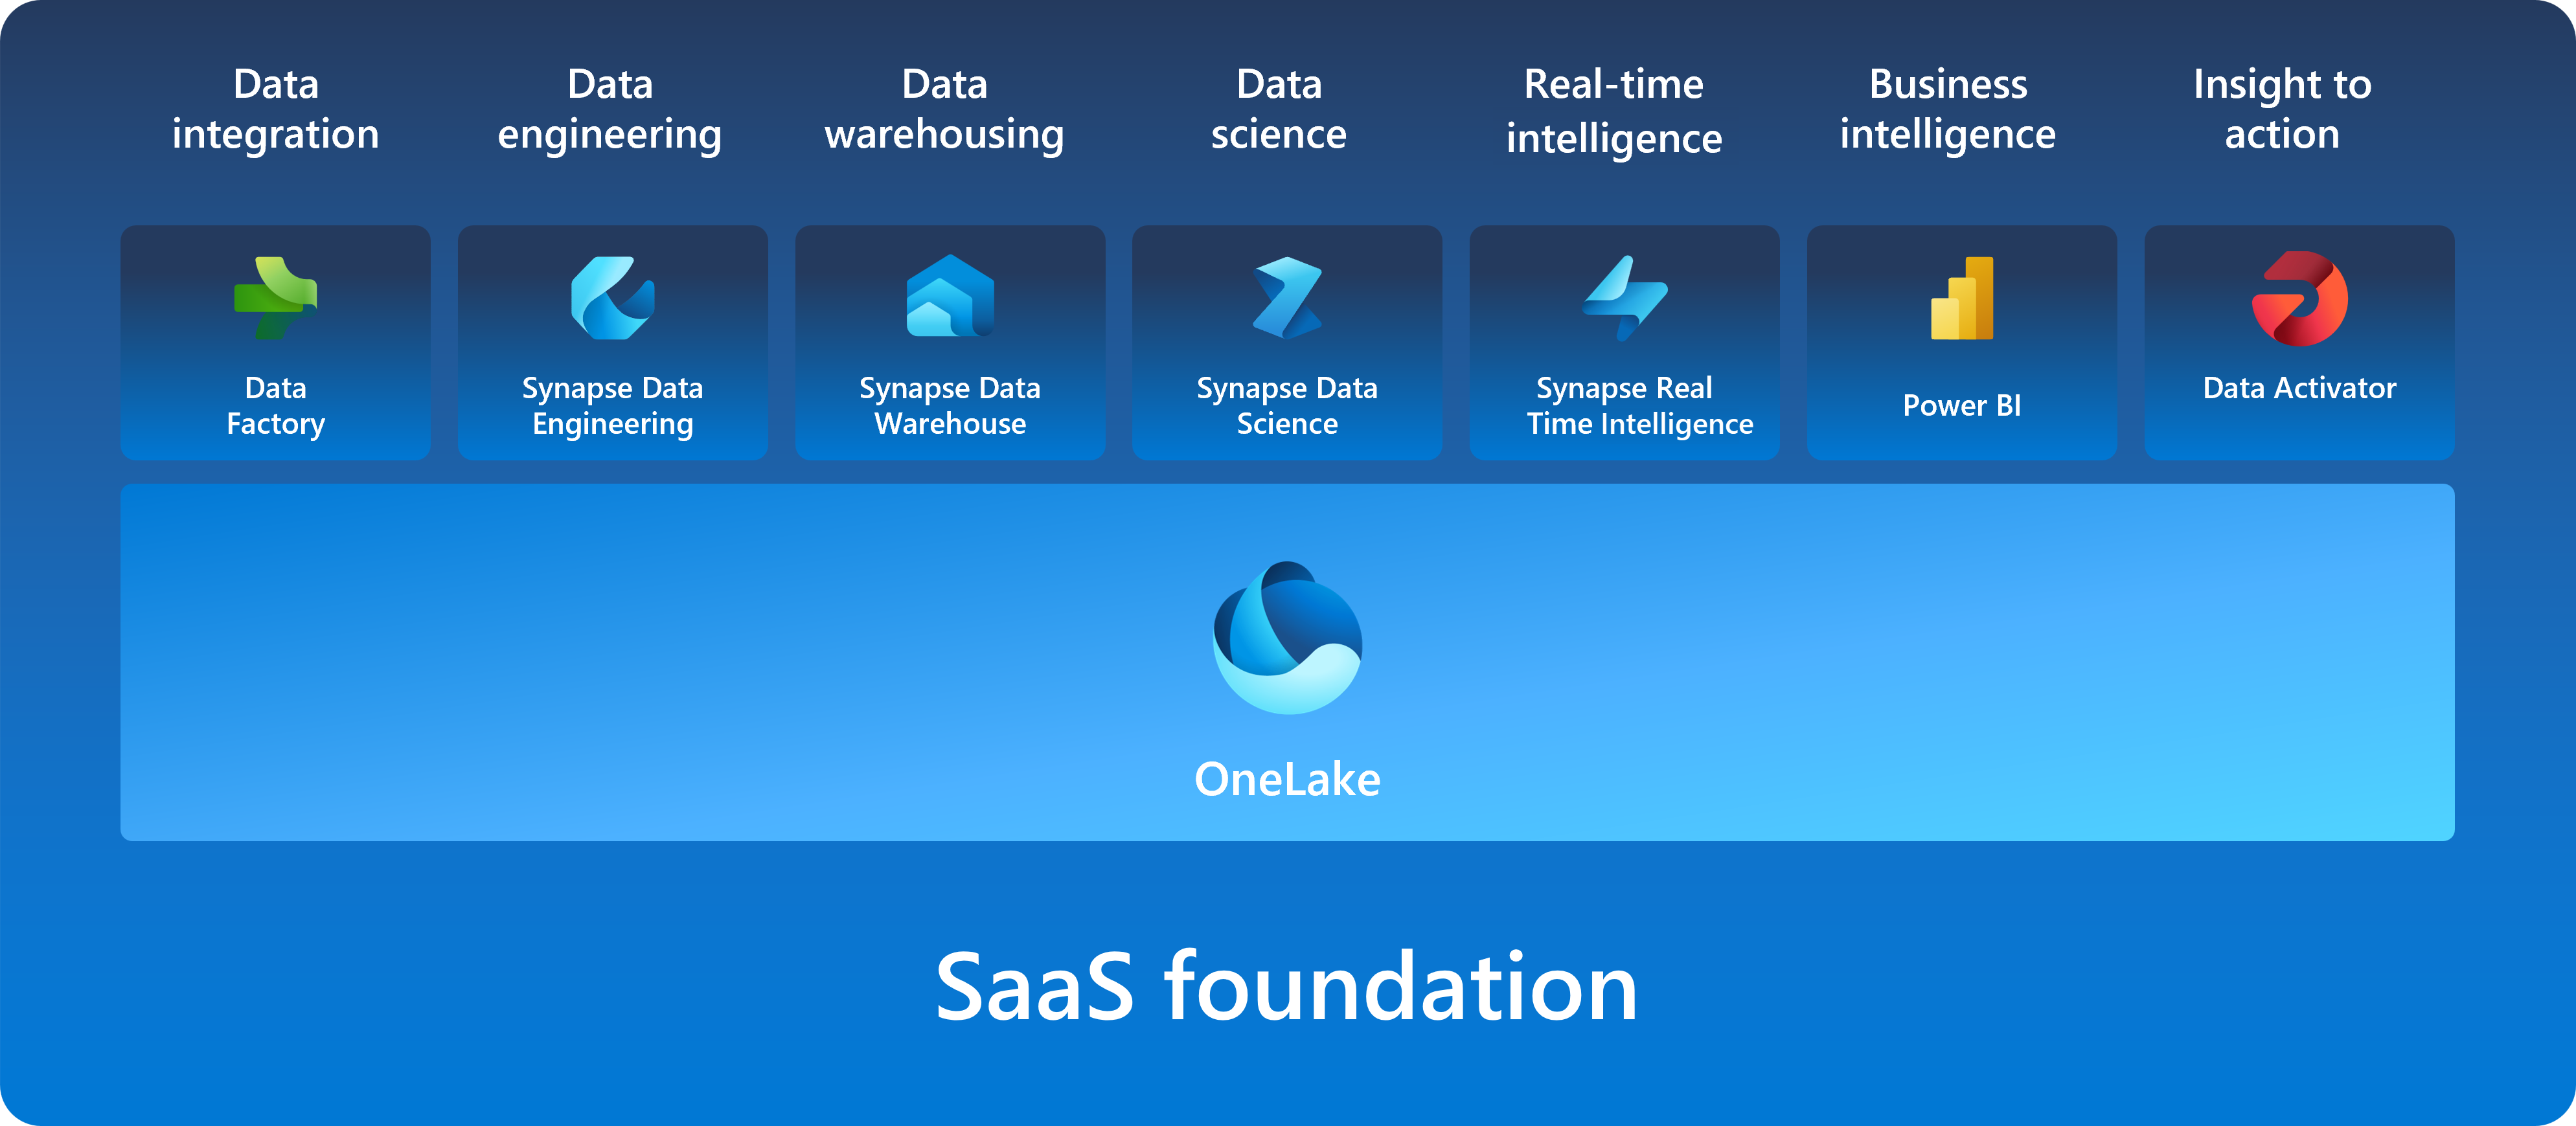 Data
integration
Data
engineering
Data
warehousing
Data
science
Real-time
intelligence
Business
intelligence
Insight to
action
Data
Factory
Synapse Data
Engineering
Synapse Data
Warehouse
Synapse Data
Science
Synapse Real
Time Intelligence
Power BI
Data Activator
OneLake
SaaS foundation